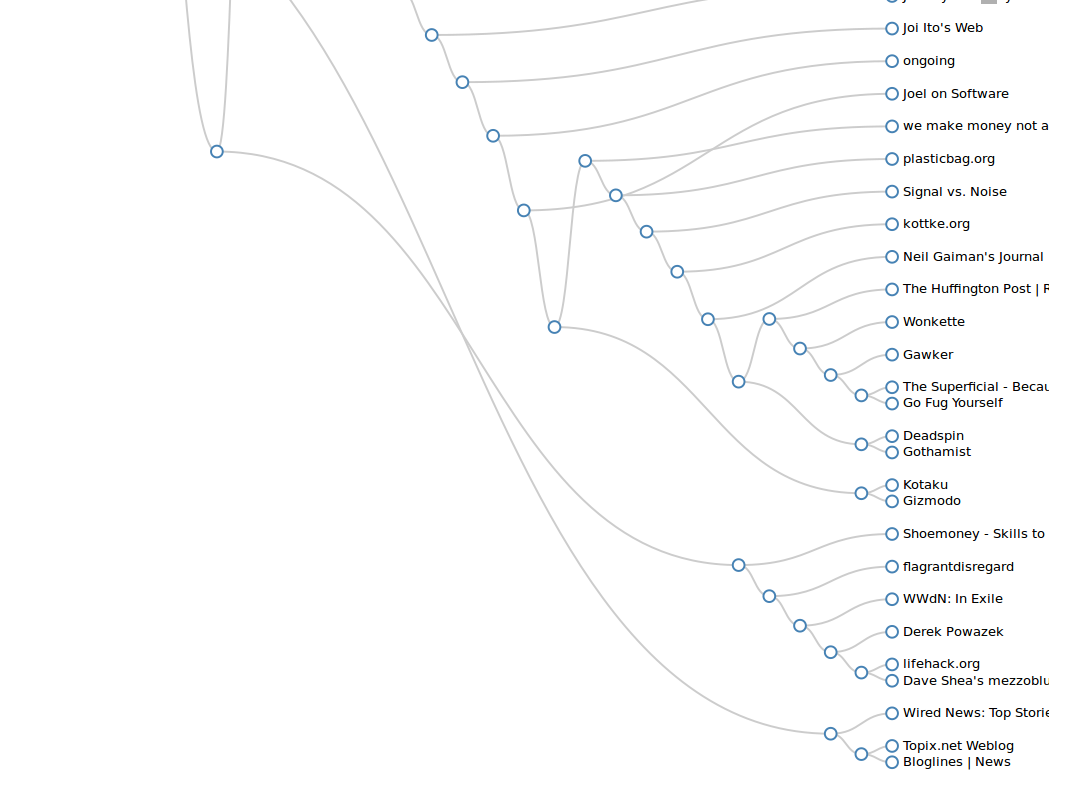 Joi Ito's Web
ongoing
Joel on Software
we make money not a
plasticbag.org
Signal vs. Noise
kottke.org
Neil Gaiman's Journal
The Huffington Post |
Wonkette
Gawker
The Superficial - Becau
Go Fug Yourself
Deadspin
Gothamist
Kotaku
Gizmodo
Shoemoney - Skills to
flagrantdisregard
WWdN: In Exile
Derek Powazek
lifehack.org
Dave Shea's mezzoblu
Wired News: Top Storie
Topix.net Weblog
Bloglines | News